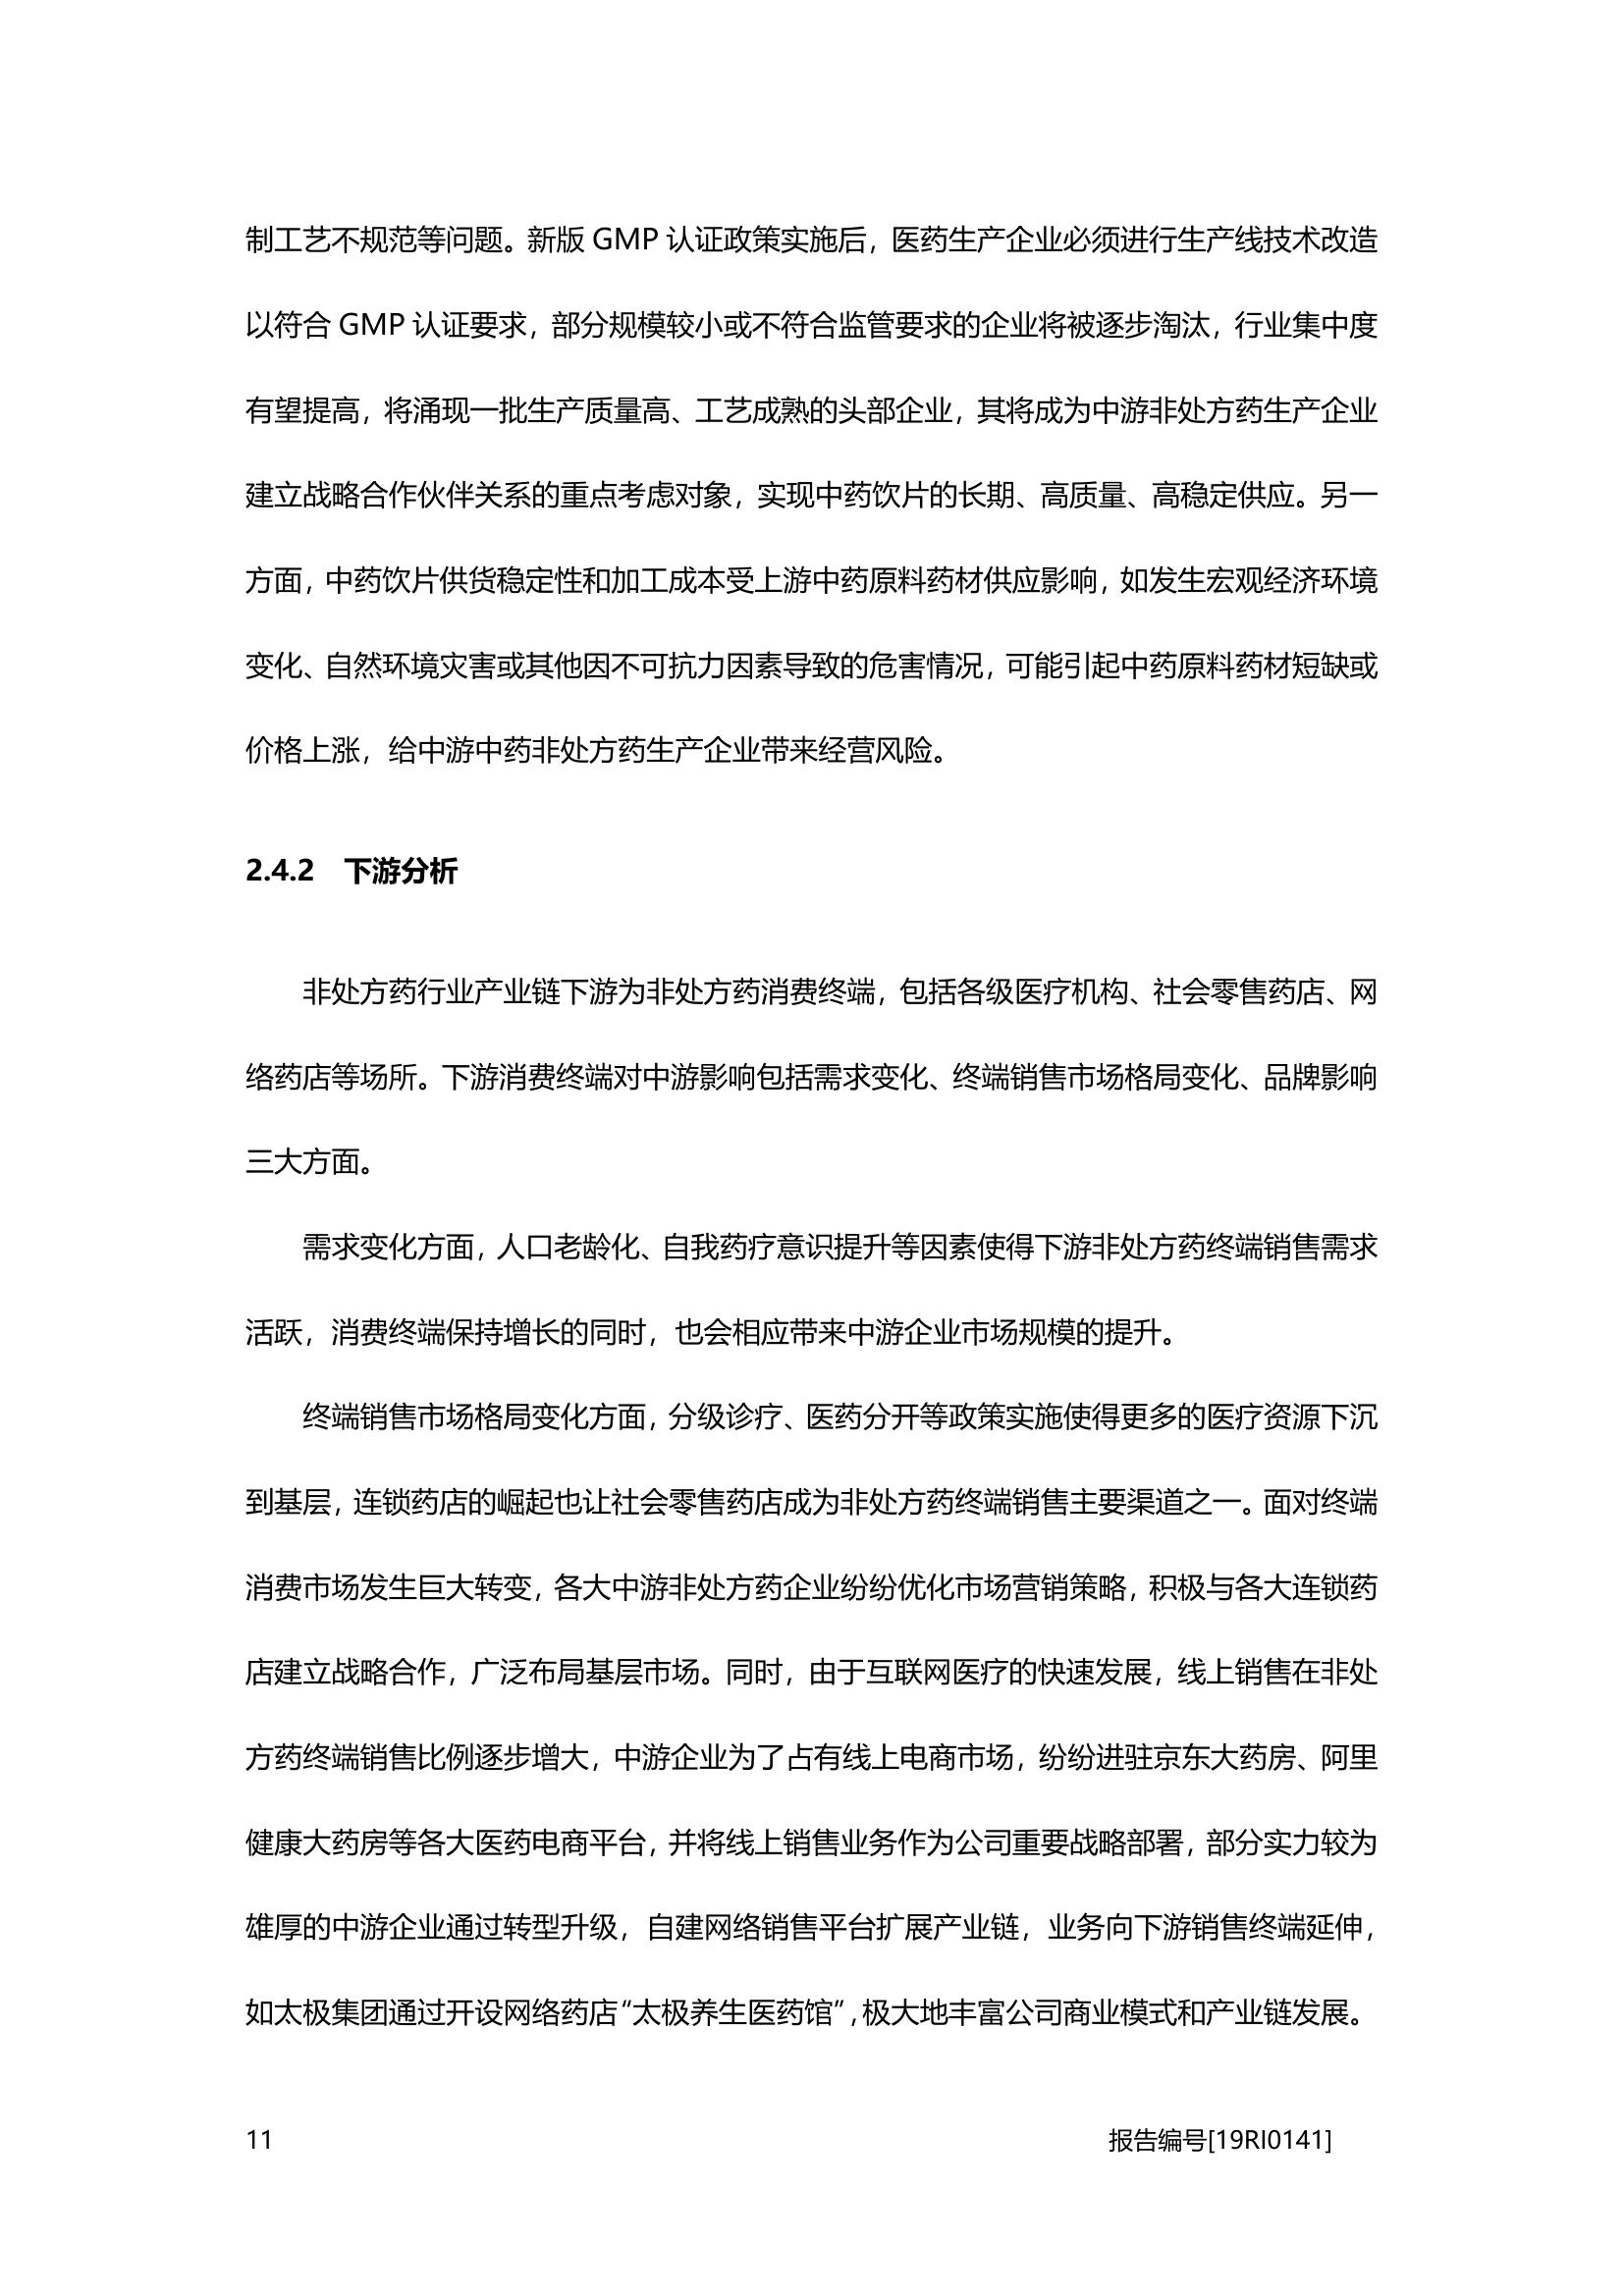 制工艺不规范等问题。新版 GMP 认证政策实施后，医药生产企业必须进行生产线技术改造
以符合 GMP 认证要求，部分规模较小或不符合监管要求的企业将被逐步淘汰，行业集中度
有望提高，将涌现一批生产质量高、工艺成熟的头部企业，其将成为中游非处方药生产企业
建立战略合作伙伴关系的重点考虑对象，实现中药饮片的长期、高质量、高稳定供应。另一
方面，中药饮片供货稳定性和加工成本受上游中药原料药材供应影响，如发生宏观经济环境
变化、自然环境灾害或其他因不可抗力因素导致的危害情况，可能引起中药原料药材短缺或
价格上涨，给中游中药非处方药生产企业带来经营风险。
2.4.2 下游分析
非处方药行业产业链下游为非处方药消费终端，包括各级医疗机构、社会零售药店、网
络药店等场所。下游消费终端对中游影响包括需求变化、终端销售市场格局变化、品牌影响
三大方面。
需求变化方面，人口老龄化、自我药疗意识提升等因素使得下游非处方药终端销售需求
活跃，消费终端保持增长的同时，也会相应带来中游企业市场规模的提升。
终端销售市场格局变化方面，分级诊疗、医药分开等政策实施使得更多的医疗资源下沉
到基层，连锁药店的崛起也让社会零售药店成为非处方药终端销售主要渠道之一。面对终端
消费市场发生巨大转变，各大中游非处方药企业纷纷优化市场营销策略，积极与各大连锁药
店建立战略合作，广泛布局基层市场。同时，由于互联网医疗的快速发展，线上销售在非处
方药终端销售比例逐步增大，中游企业为了占有线上电商市场，纷纷进驻京东大药房、阿里
健康大药房等各大医药电商平台，并将线上销售业务作为公司重要战略部署，部分实力较为
雄厚的中游企业通过转型升级，自建网络销售平台扩展产业链，业务向下游销售终端延伸，
如太极集团通过开设网络药店“太极养生医药馆”，极大地丰富公司商业模式和产业链发展。
11 报告编号[19RI0141]